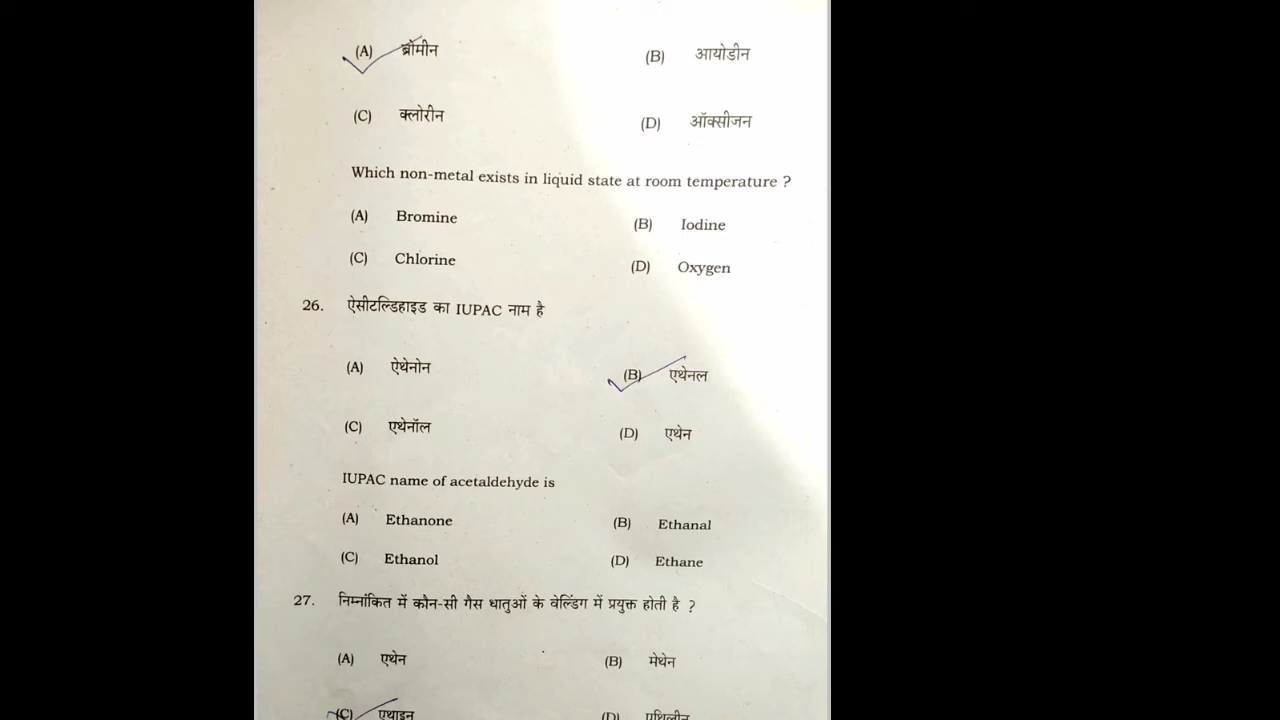 (A) ब्रोमीन (B) आयोडीन
(C) क्लोरीन (D) ऑक्सीजन
Which non-metal exists in liquid state at room temperature ?
(A) Bromine (B) Iodine
(C) Chlorine (D) Oxygen
26. ऐसीटल्डिहाइड का IUPAC नाम है
(A) ऐथेनोन (B) एथेनल
(C) एथेनॉल (D) एथेन
IUPAC name of acetaldehyde is
(A) Ethanone (B) Ethanal
(C) Ethanol (D) Ethane
27. निम्नांकित में कौन-सी गैस धातुओं के वेल्डिंग में प्रयुक्त होती है ?
(A) एथेन (B) मेथेन
(C) एथाइन (D) एथिलीन